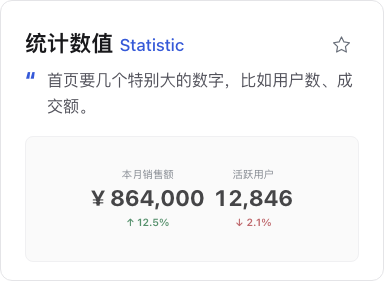 统计数值 Statistic
“ 首页要几个特别大的数字，比如用户数、成
交额。
本月销售额 活跃用户
¥ 864,000 12,846
↑ 12.5% ↓ 2.1%